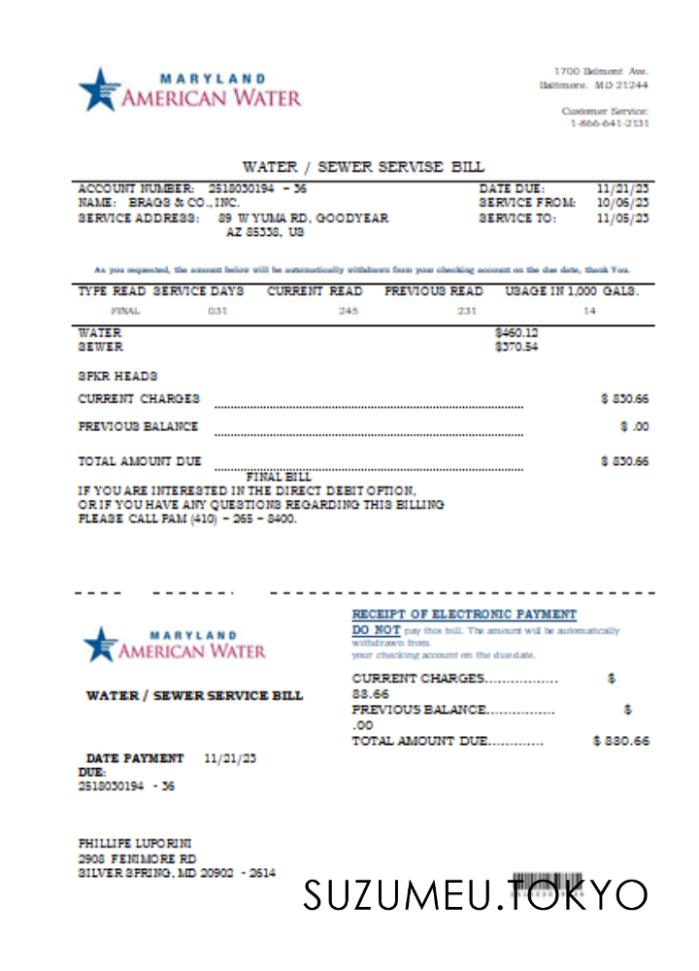 MARYLAND
AMERICAN WATER
1700 Belmont Ave.
Baltimore. MD 21244
Customer Service:
1-866-641-2131
WATER / SEWER SERVISE BILL
ACCOUNT NUMBER: 2518030194 - 36
DATE DUE: 11/21/23
NAME: BRAGS & CO., INC.
SERVICE FROM: 10/06/23
SERVICE ADDRESS: 89 W YUMA RD, GOODYEAR
SERVICE TO: 11/05/23
AZ 85338, US
As you requested, the amount below will be automatically withdrawn from your checking account on the due date, thank You.
TYPE READ SERVICE DAYS CURRENT READ PREVIOUS READ USAGE IN 1,000 GALS.
FINAL 031 245 231 14
WATER $460.12
SEWER $370.54
SPKR HEADS
CURRENT CHARGES $ 830.66
PREVIOUS BALANCE $ .00
TOTAL AMOUNT DUE $ 830.66
FINAL BILL
IF YOU ARE INTERESTED IN THE DIRECT DEBIT OPTION,
OR IF YOU HAVE ANY QUESTIONS REGARDING THIS BILLING
PLEASE CALL PAM (410) - 265 - 8400.
MARYLAND
AMERICAN WATER
WATER / SEWER SERVICE BILL
DATE PAYMENT 11/21/23
DUE:
2518030194 - 36
RECEIPT OF ELECTRONIC PAYMENT
DO NOT pay this bill. The amount will be automatically
withdrawn from
your checking account on the duedate.
CURRENT CHARGES................. $
83.66
PREVIOUS BALANCE................ $
.00
TOTAL AMOUNT DUE............. $ 830.66
PHILLIPE LUPORINI
2908 FENIMORE RD
SILVER SPRING, MD 20902 - 2614
SUZUMEU.TOKYO